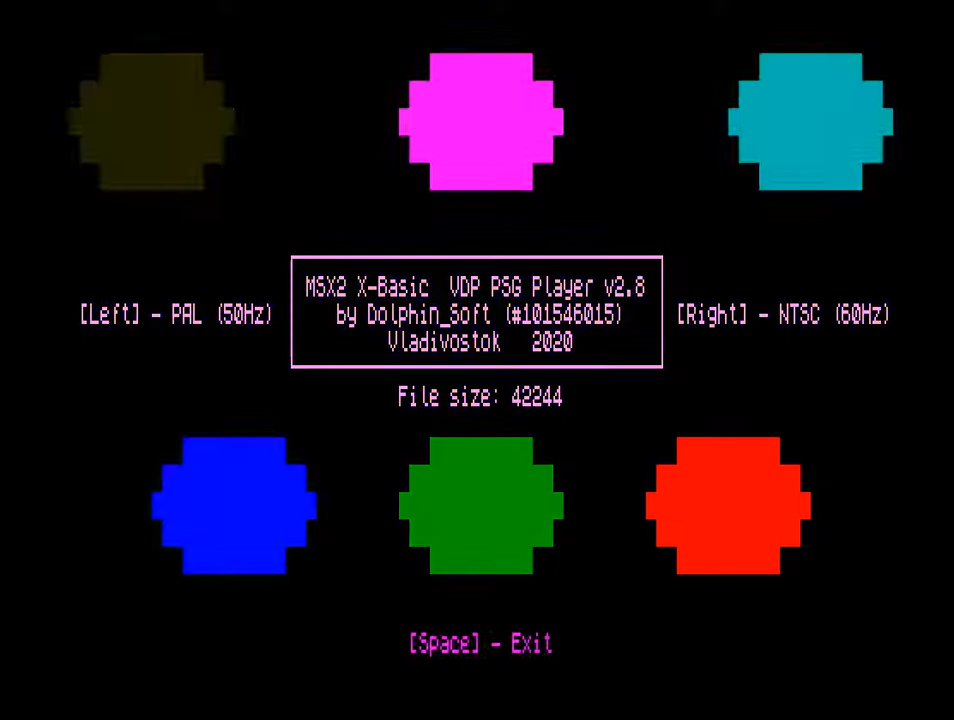 MSX2 X-Basic VDP PSG Player v2.8
[Left] - PAL (50Hz)
by Dolphin_Soft (#101546015)
[Right] - NTSC (60Hz)
Vladivostok 2020
File size: 42244
[Space] - Exit